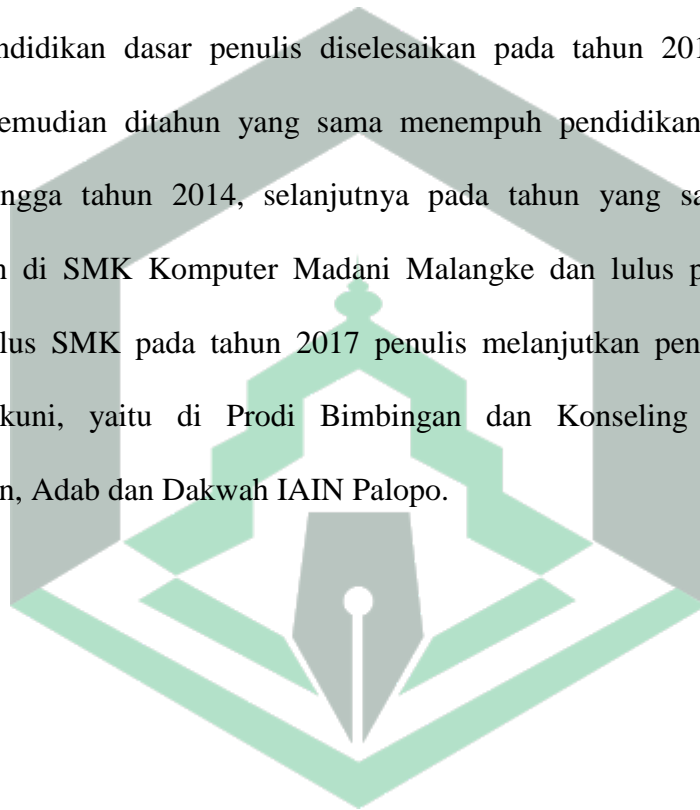 ndidikan dasar penulis diselesaikan pada tahun 201
emudian ditahun yang sama menempuh pendidikan
ngga tahun 2014, selanjutnya pada tahun yang sa
n di SMK Komputer Madani Malangke dan lulus p
lus SMK pada tahun 2017 penulis melanjutkan pen
kuni, yaitu di Prodi Bimbingan dan Konseling
n, Adab dan Dakwah IAIN Palopo.